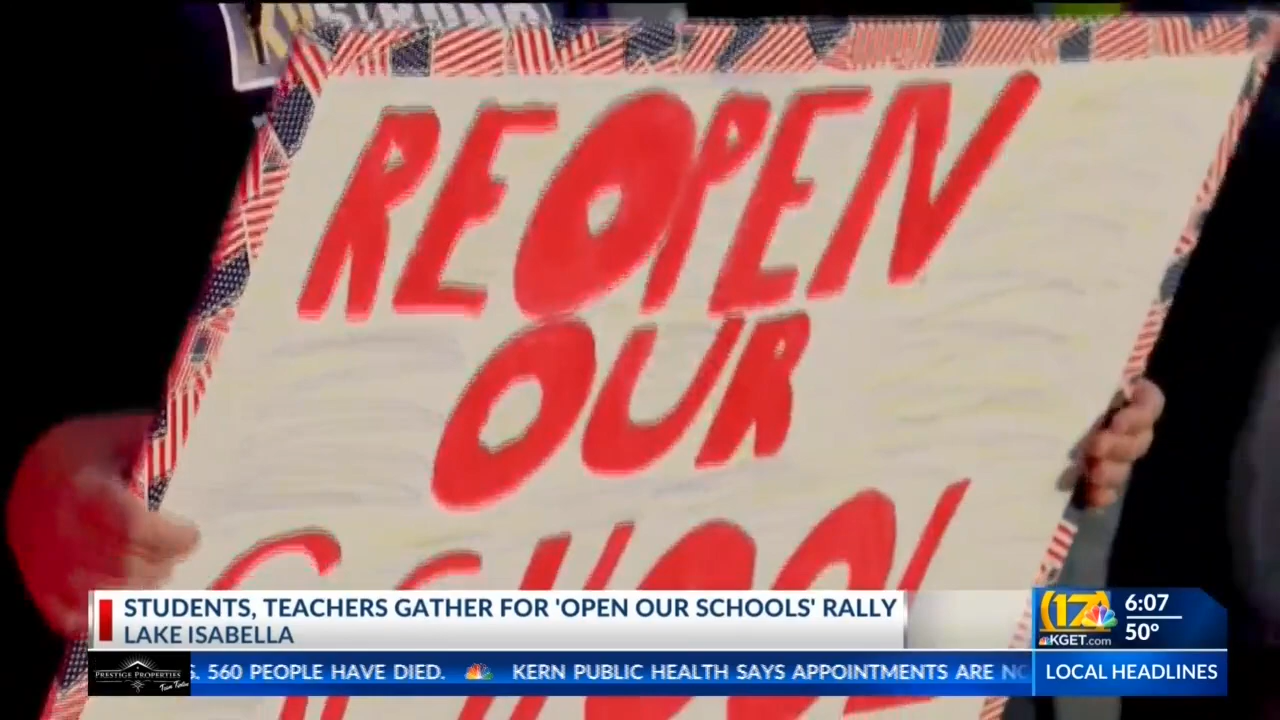 REOPEN
OUR
SCHOOL
STUDENTS, TEACHERS GATHER FOR 'OPEN OUR SCHOOLS' RALLY
LAKE ISABELLA
17
KGET.com
6:07
50°
PRESTIGE PROPERTIES
560 PEOPLE HAVE DIED. KERN PUBLIC HEALTH SAYS APPOINTMENTS ARE
LOCAL HEADLINES